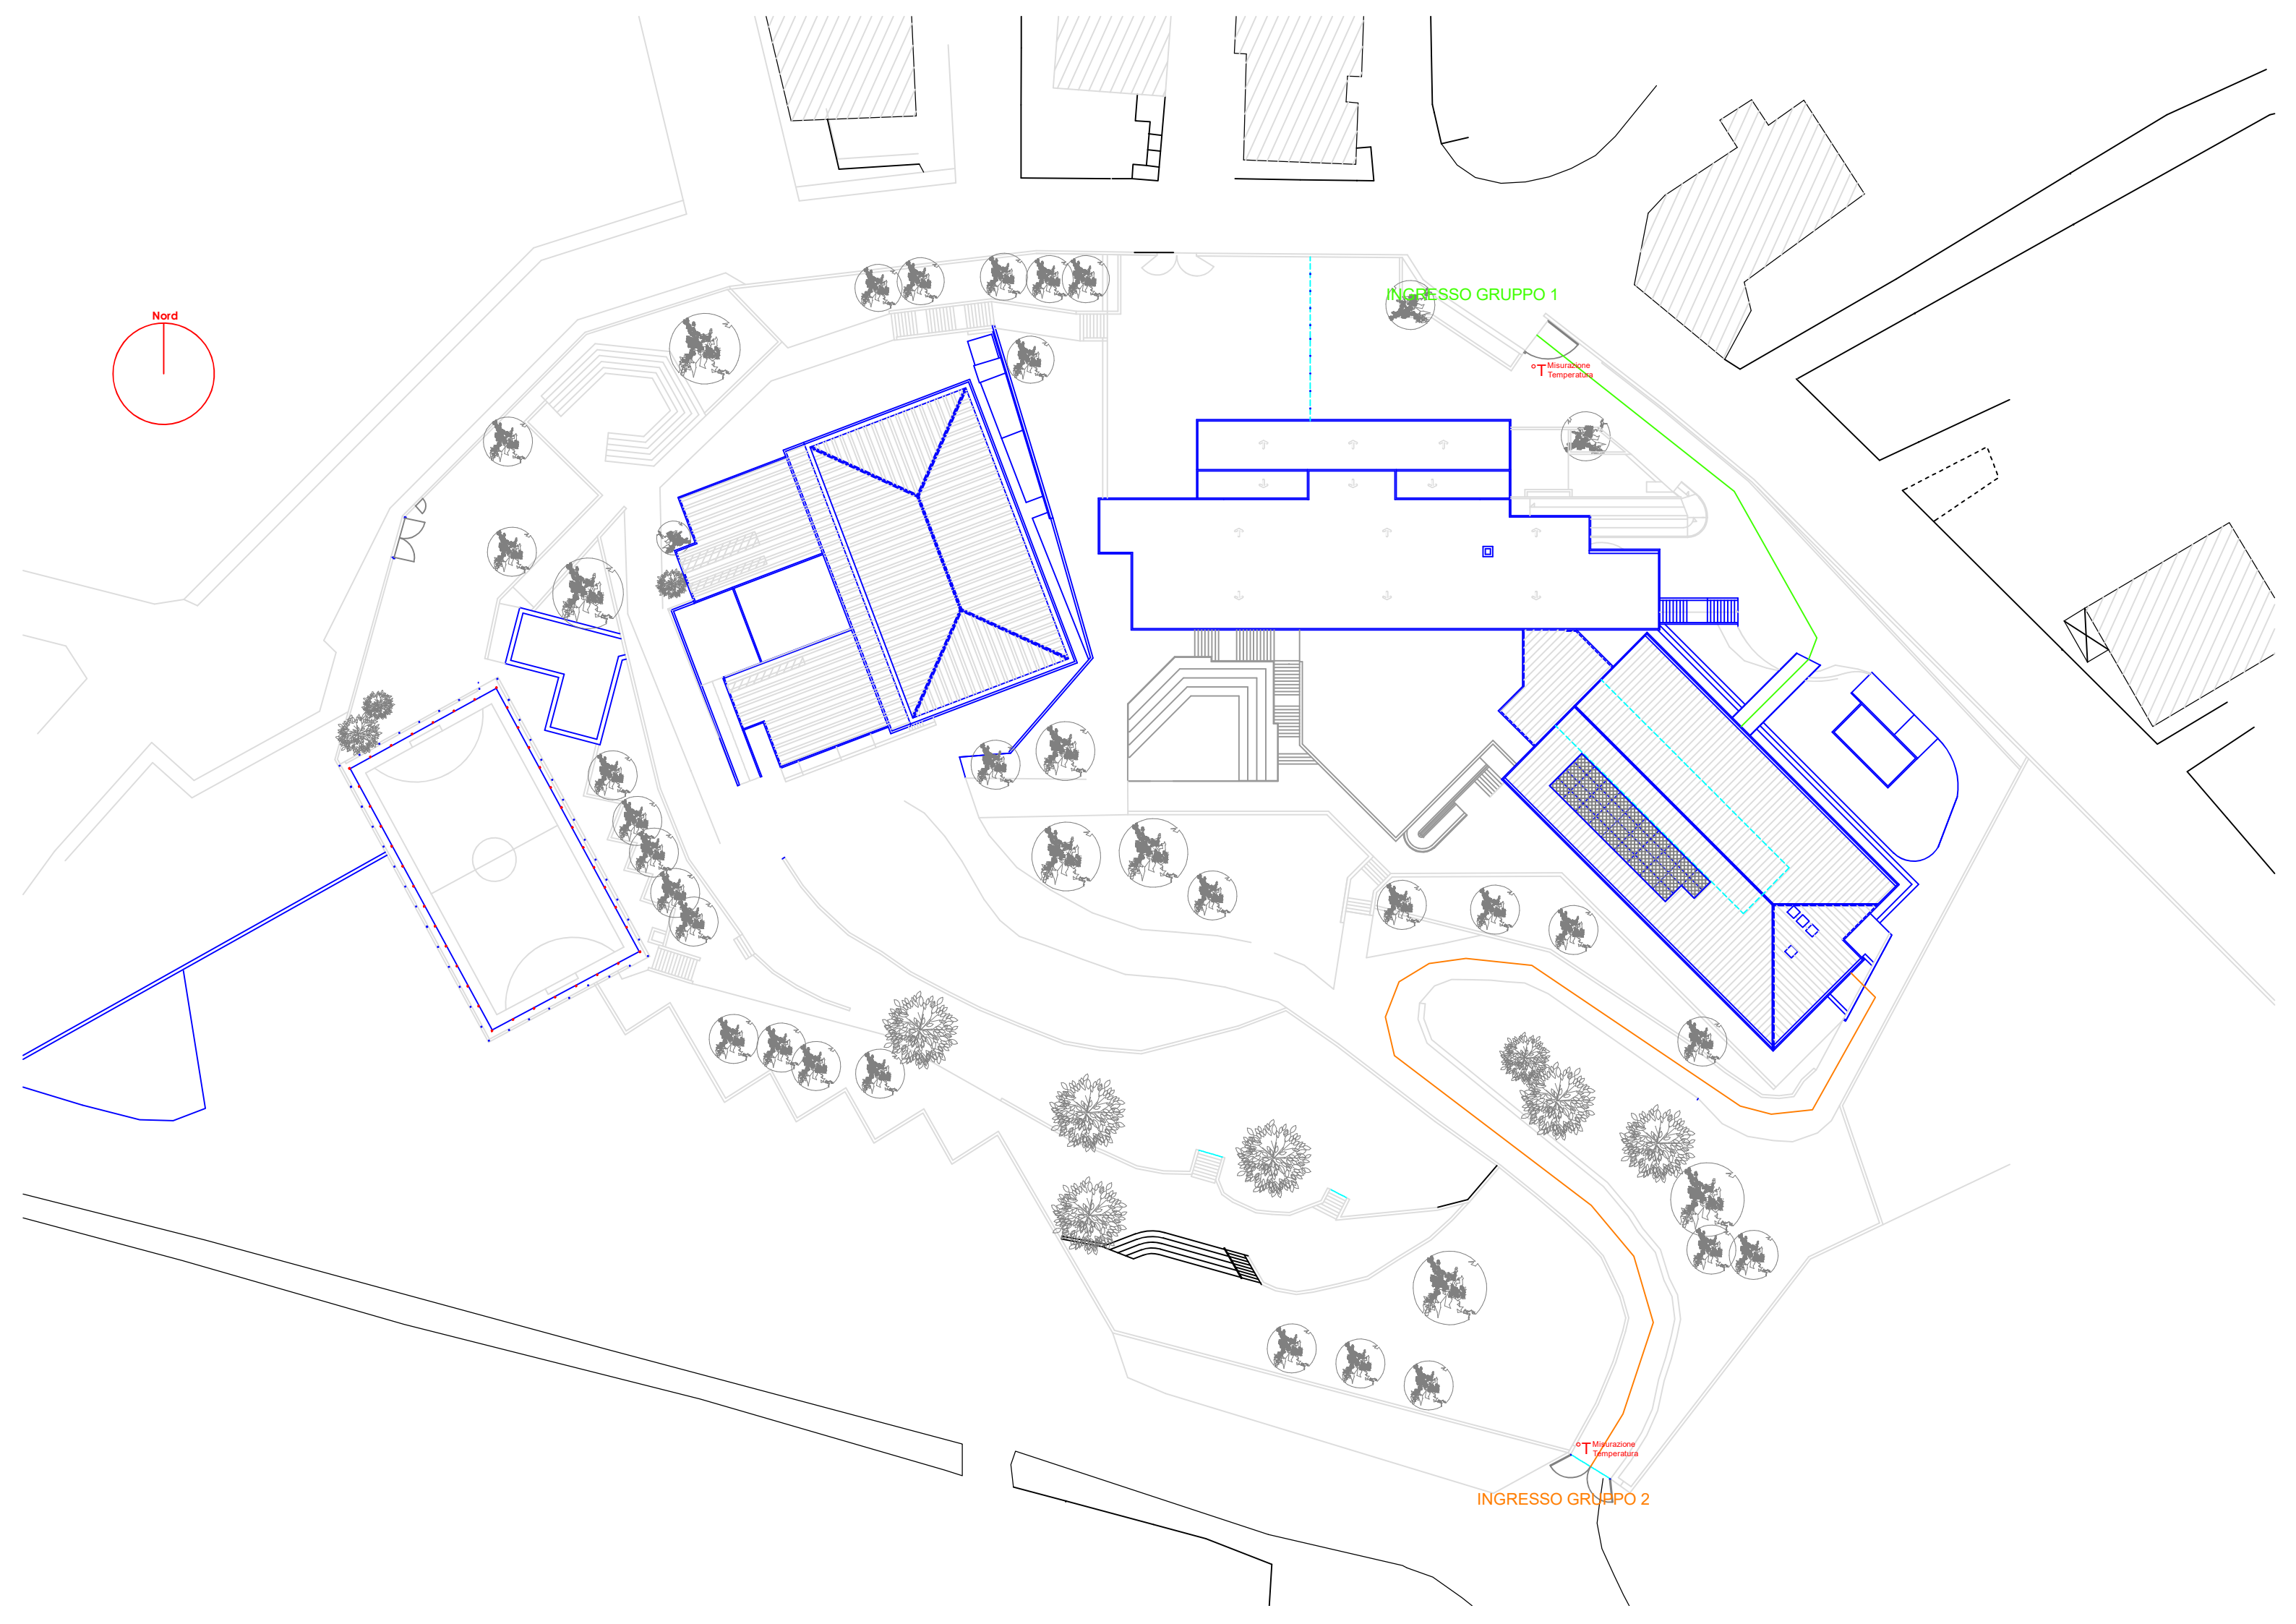 INGRESSO GRUPPO 1
Nord
°T Misurazione
Temperatura
°T Misurazione
Temperatura
INGRESSO GRUPPO 2